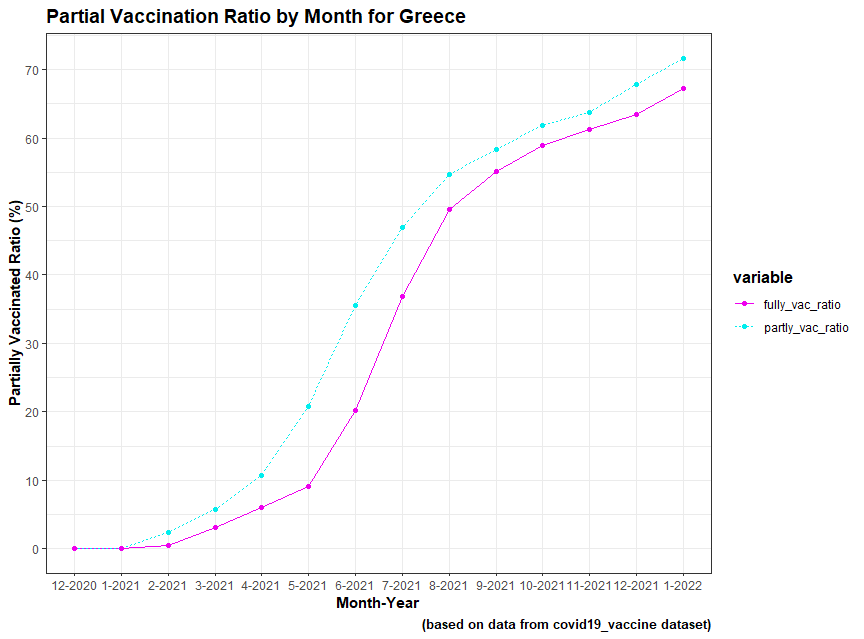 Partial Vaccination Ratio by Month for Greece
Partially Vaccinated Ratio (%)
70
60
50
40
30
20
10
0
12-2020 1-2021 2-2021 3-2021 4-2021 5-2021 6-2021 7-2021 8-2021 9-2021 10-2021 11-2021 12-2021 1-2022
Month-Year
(based on data from covid19_vaccine dataset)
variable
fully_vac_ratio
partly_vac_ratio